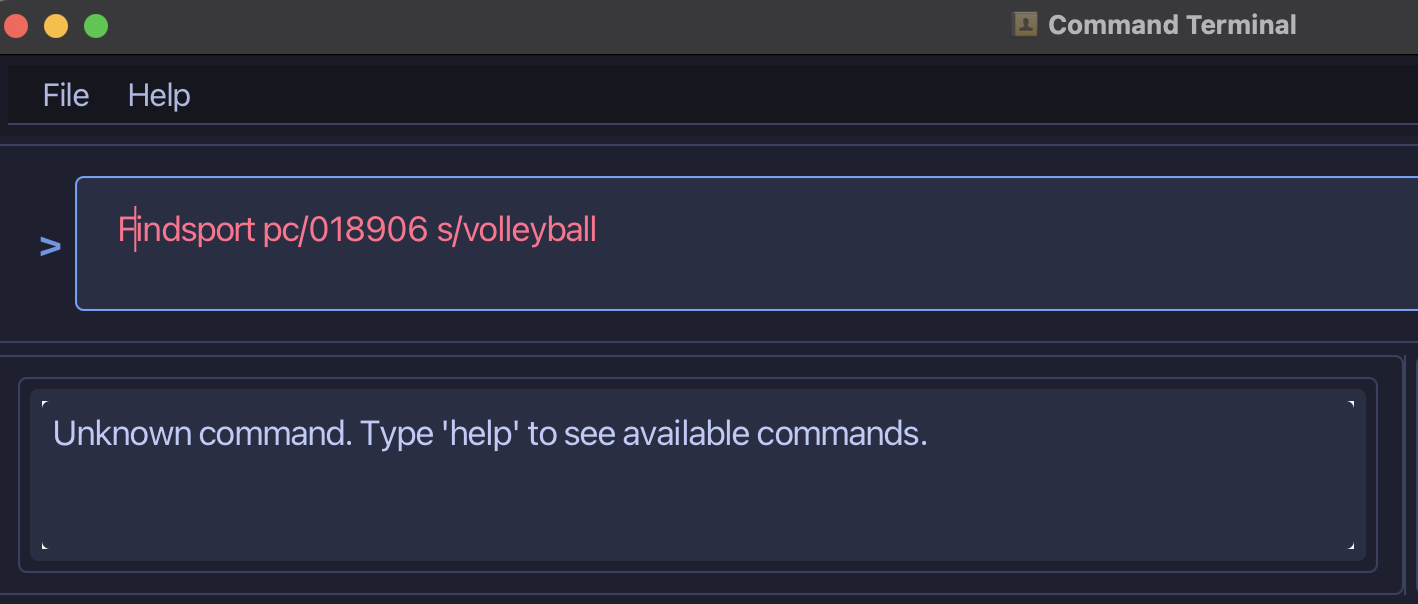 Command Terminal
File Help
> Findsport pc/018906 s/volleyball
Unknown command. Type 'help' to see available commands.